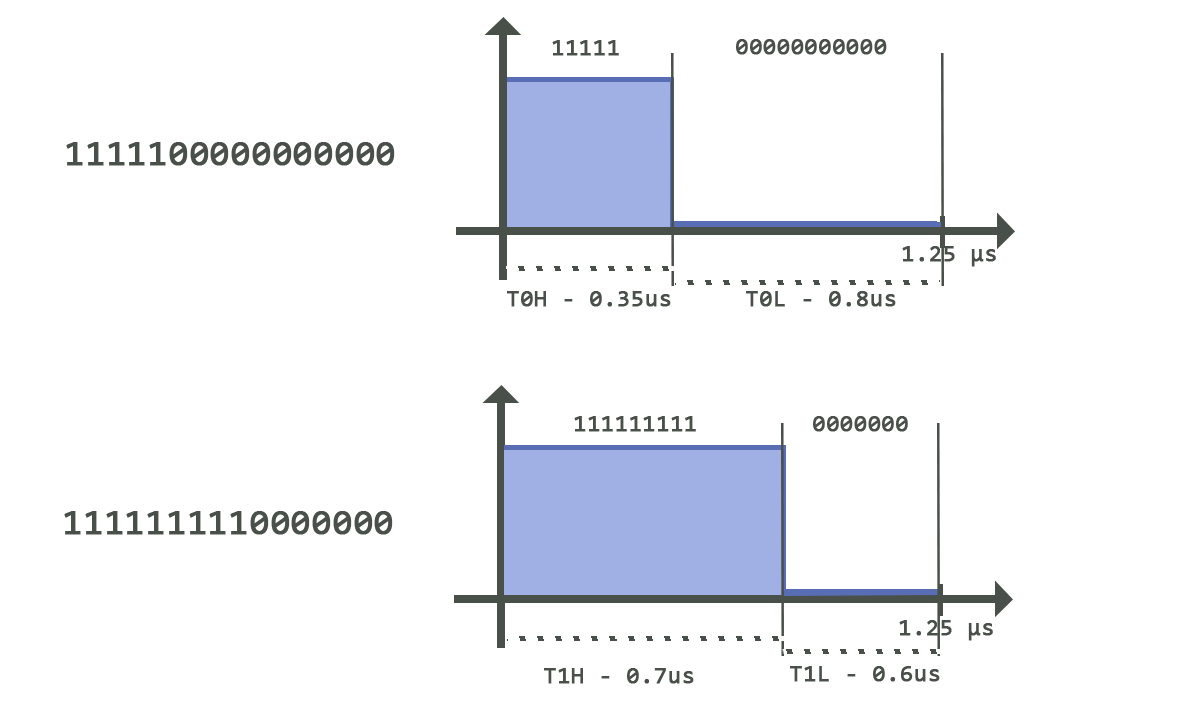 11111 00000000000
1111100000000000
1.25 µs
T0H - 0.35us T0L - 0.8us
111111111 0000000
1111111110000000
1.25 µs
T1H - 0.7us T1L - 0.6us